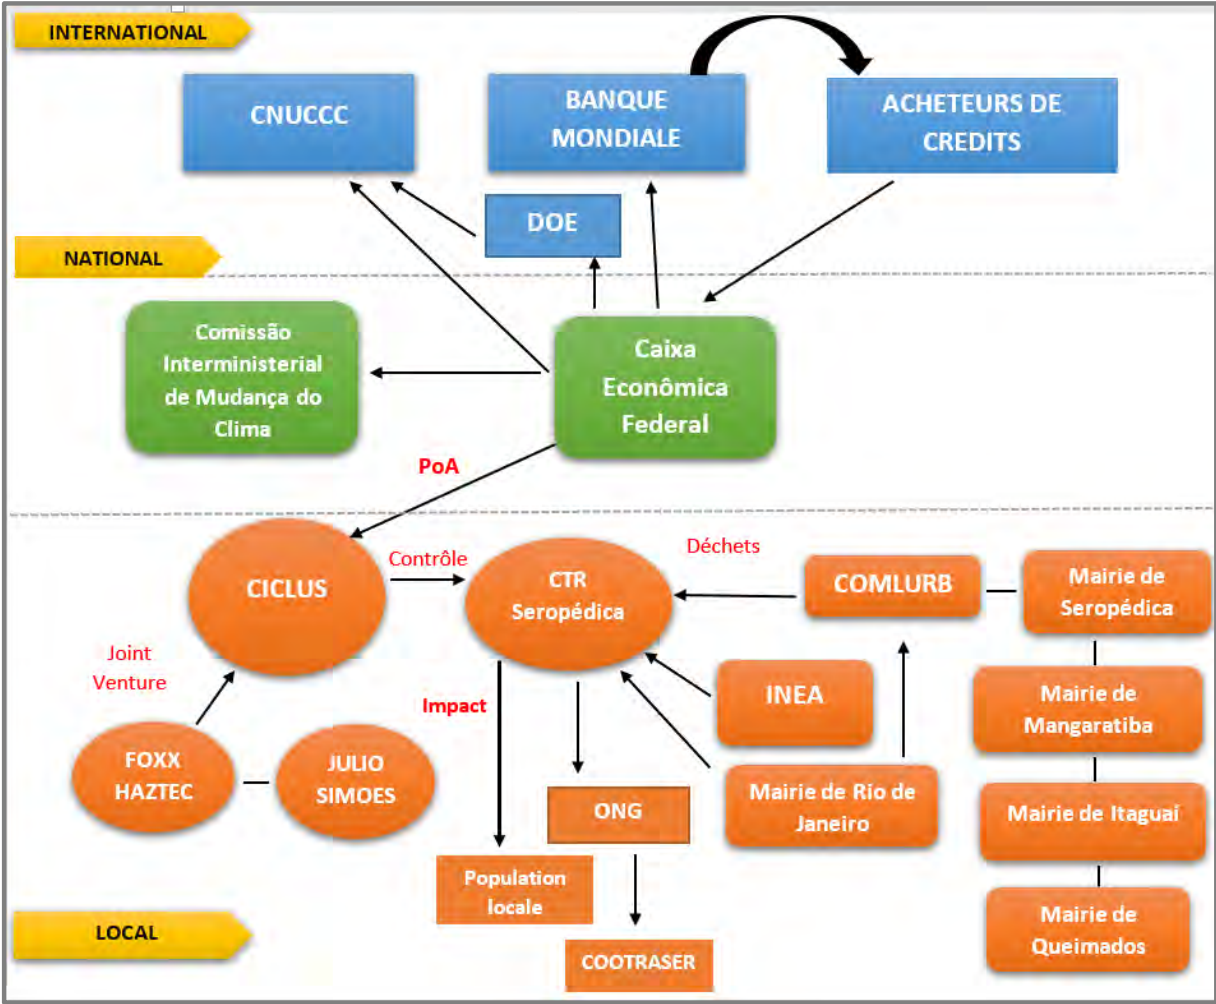 INTERNATIONAL
CNUCCC
BANQUE
MONDIALE
ACHETEURS DE
CREDITS
DOE
NATIONAL
Comissão
Interministerial
de Mudança do
Clima
Caixa
Econômica
Federal
PoA
CICLUS
Contrôle
CTR
Seropédica
Déchets
COMLURB
Mairie de
Seropédica
Joint
Venture
Impact
INEA
Mairie de
Mangaratiba
FOXX
HAZTEC
JULIO
SIMOES
ONG
Mairie de Rio de
Janeiro
Mairie de Itaguai
Population
locale
Mairie de
Queimados
LOCAL
COOTRASER